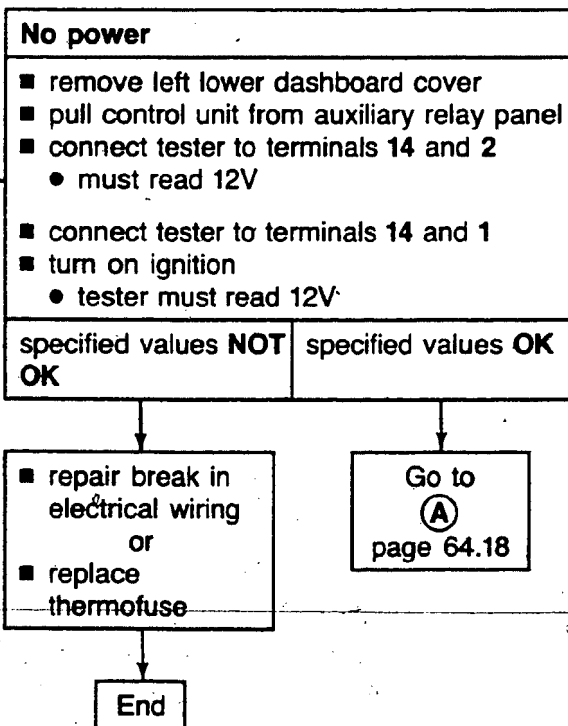 No power
■ remove left lower dashboard cover
■ pull control unit from auxiliary relay panel
■ connect tester to terminals 14 and 2
● must read 12V
■ connect tester to terminals 14 and 1
■ turn on ignition
● tester must read 12V
specified values NOT
OK
specified values OK
■ repair break in
electrical wiring
or
■ replace
thermofuse
End
Go to
Ⓐ
page 64.18